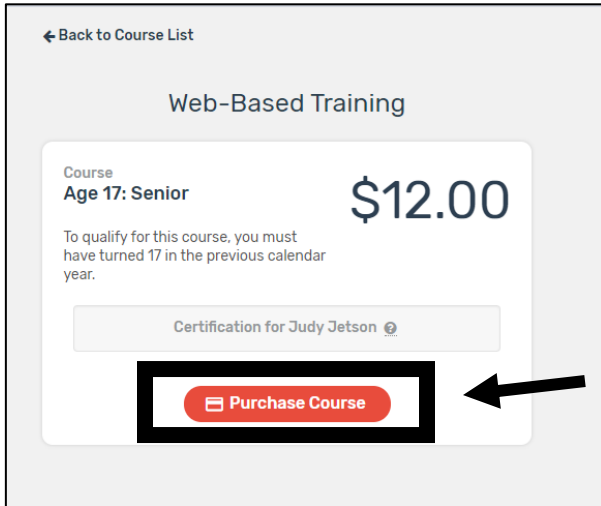 Back to Course List
Web-Based Training
Course
Age 17: Senior
$12.00
To qualify for this course, you must
have turned 17 in the previous calendar
year.
Certification for Judy Jetson
Purchase Course